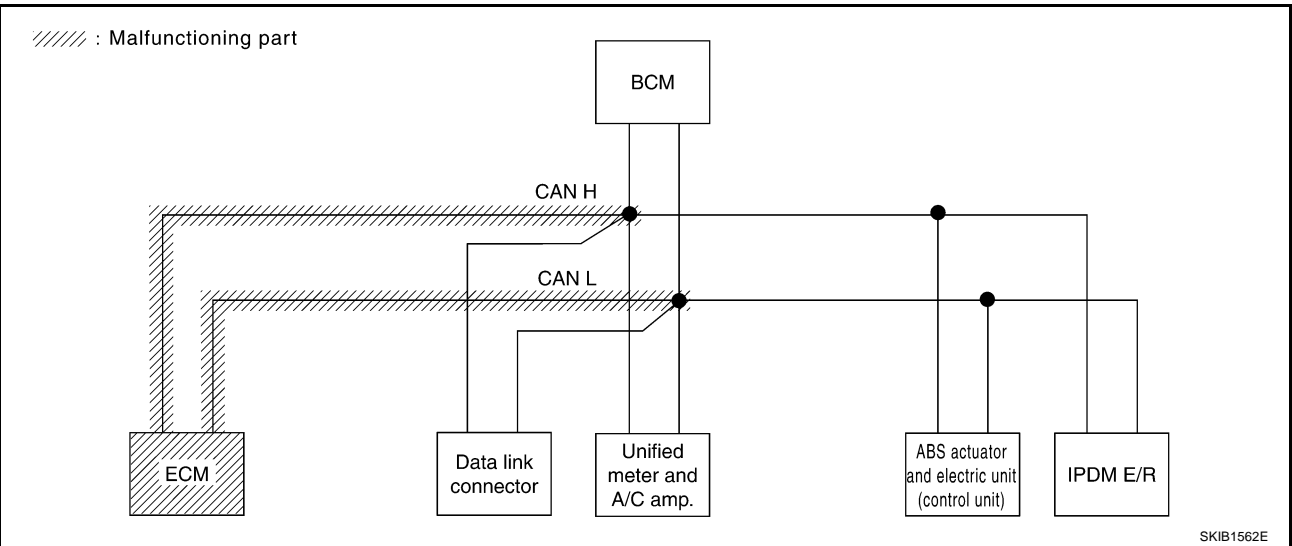 : Malfunctioning part
BCM
CAN H
CAN L
ECM
Data link
connector
Unified
meter and
A/C amp.
ABS actuator
and electric unit
(control unit)
IPDM E/R
SKIB1562E